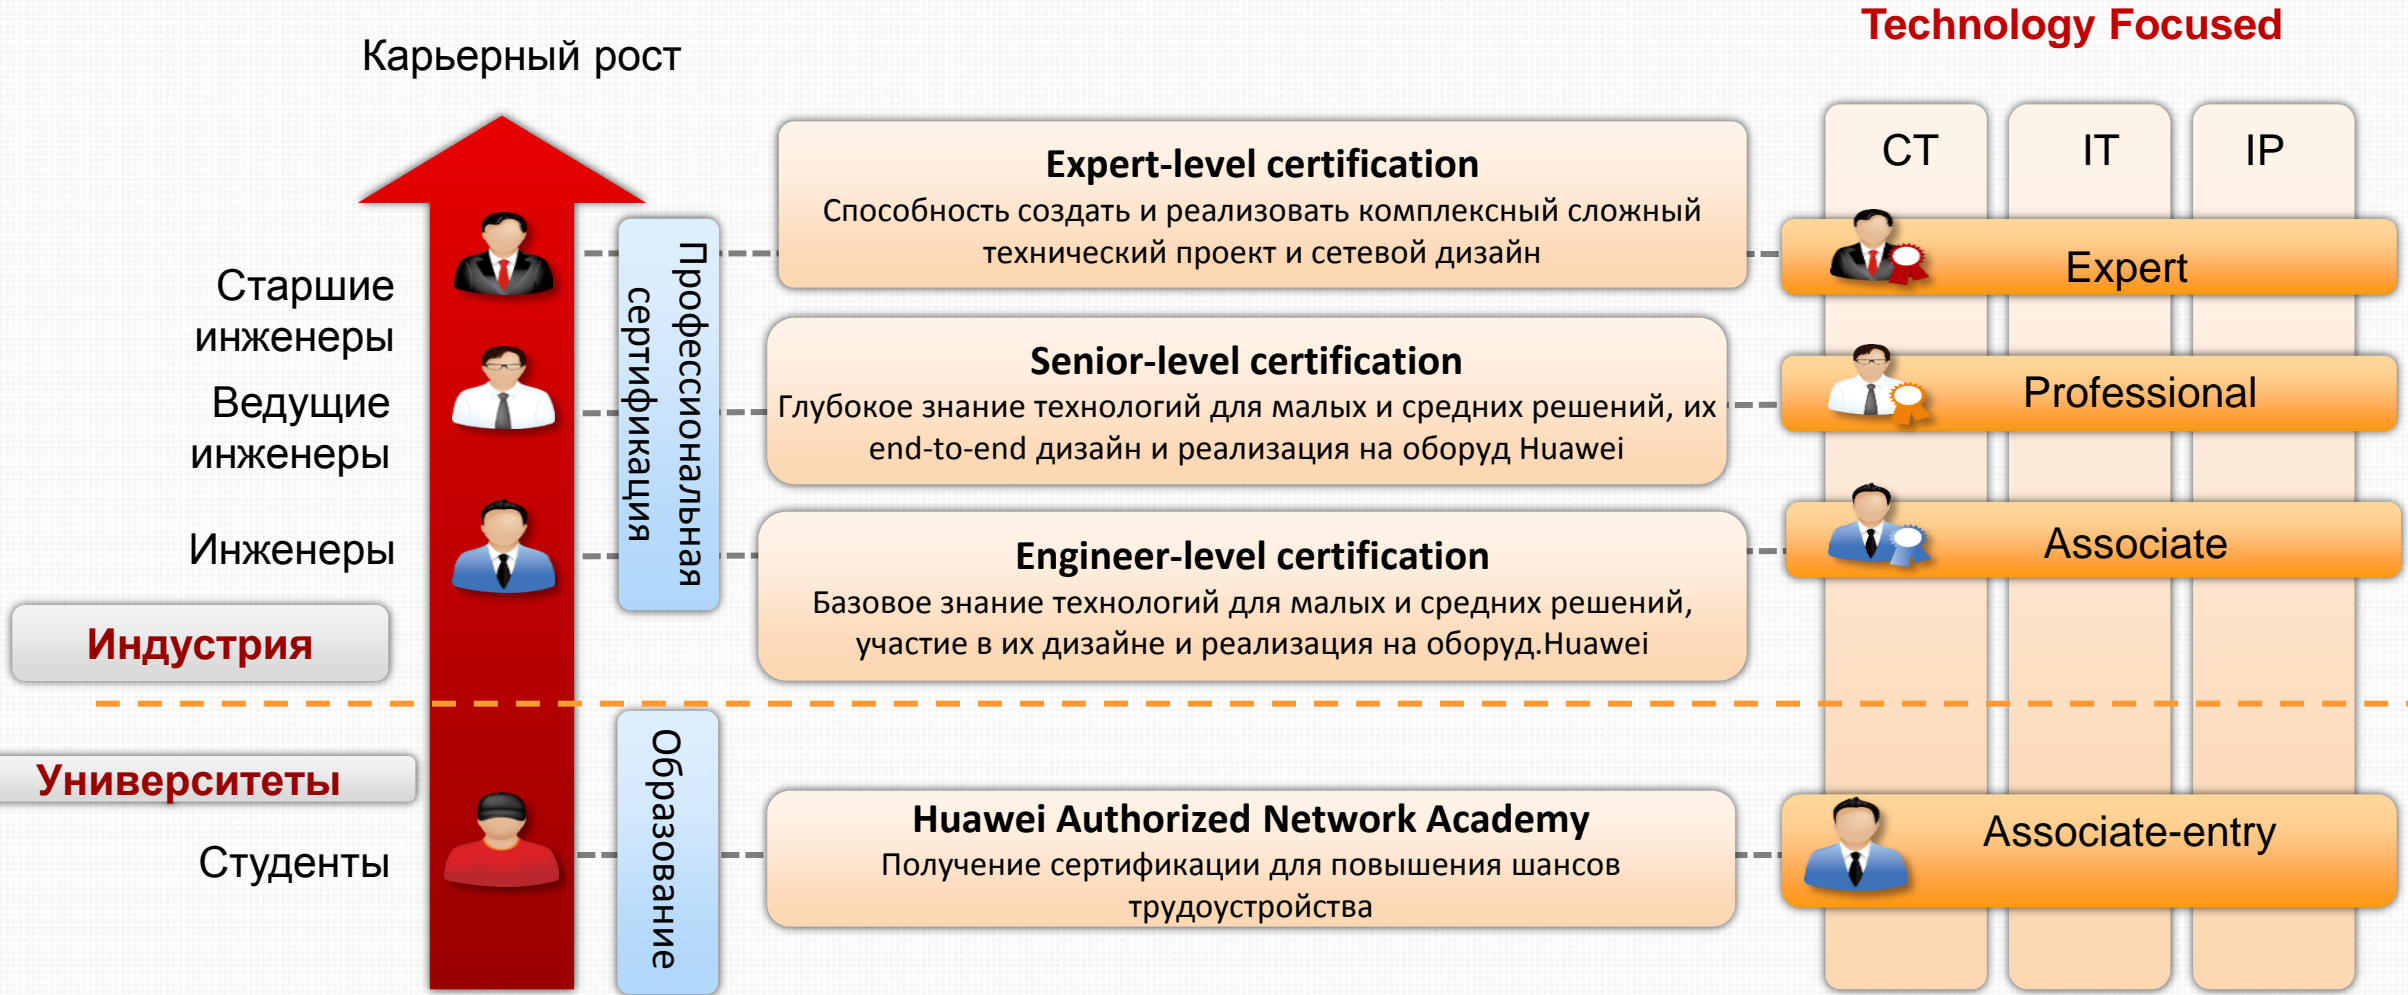 Technology Focused
Карьерный рост
CT
IT
IP
Expert-level certification
Способность создать и реализовать комплексный сложный
технический проект и сетевой дизайн
Expert
Старшие
инженеры
Профессиональная
сертификация
Senior-level certification
Глубокое знание технологий для малых и средних решений, их
end-to-end дизайн и реализация на оборуд Huawei
Professional
Ведущие
инженеры
Engineer-level certification
Базовое знание технологий для малых и средних решений,
участие в их дизайне и реализация на оборуд.Huawei
Associate
Инженеры
Индустрия
Университеты
Образование
Huawei Authorized Network Academy
Получение сертификации для повышения шансов
трудоустройства
Associate-entry
Студенты